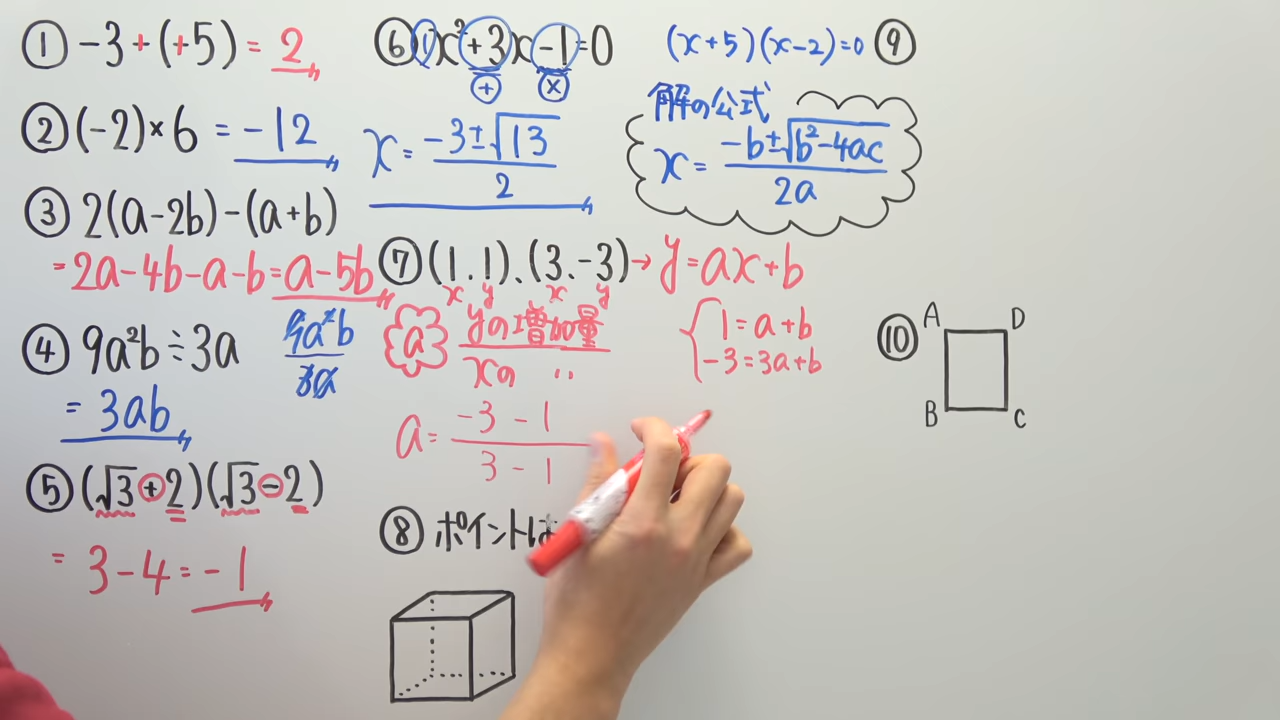 ① -3+(+5) = 2
② (-2)×6 = -12
③ 2(a-2b)-(a+b)
=2a-4b-a-b=a-5b
④ 9a²b÷3a
9a²b
3a
= 3ab
⑤ (√3+2)(√3-2)
= 3-4=-1
⑥ 1x²+3x-1=0
+ ×
x= -3±√13
2
(x+5)(x-2)=0
解の公式
x= -b±√b²-4ac
2a
⑦ (1.1)、(3.-3)→y=ax+b
x y x y
a yの増加量
xの 〃
1=a+b
-3=3a+b
a= -3-1
3-1
⑧ ポイントは
⑨
⑩
A D
B C